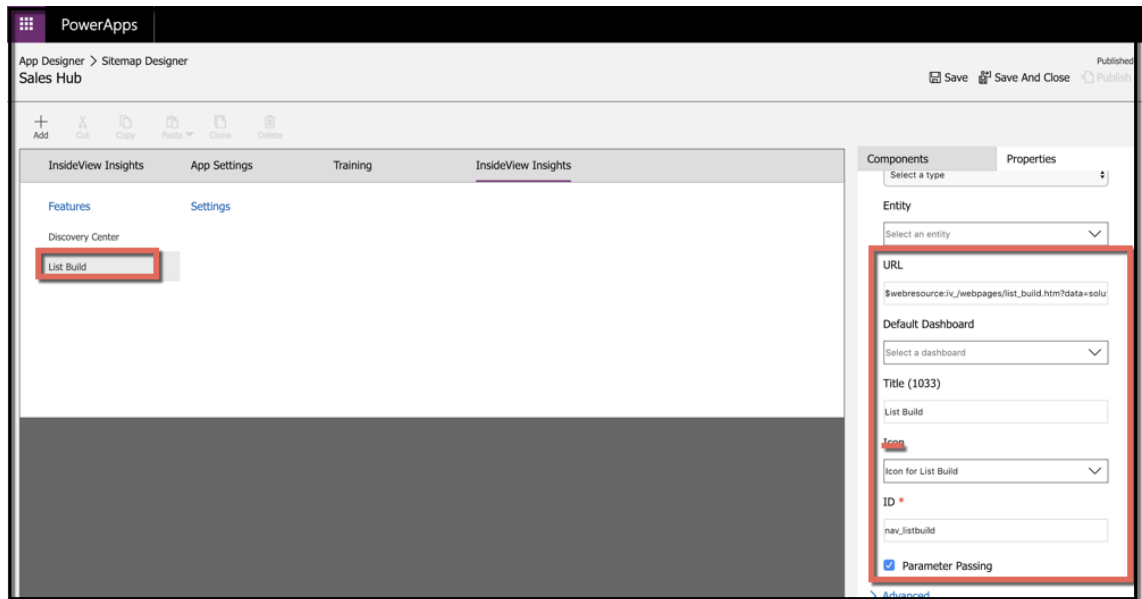 PowerApps
App Designer > Sitemap Designer
Sales Hub
Published
Save Save And Close Publish
Add Cut Copy Paste Clone Delete
InsideView Insights App Settings Training InsideView Insights
Features Settings
Discovery Center
List Build
Components Properties
Select a type
Entity
Select an entity
URL
$webresource:iv_/webpages/list_build.htm?data=solu
Default Dashboard
Select a dashboard
Title (1033)
List Build
Icon
Icon for List Build
ID *
nav_listbuild
Parameter Passing
> Advanced